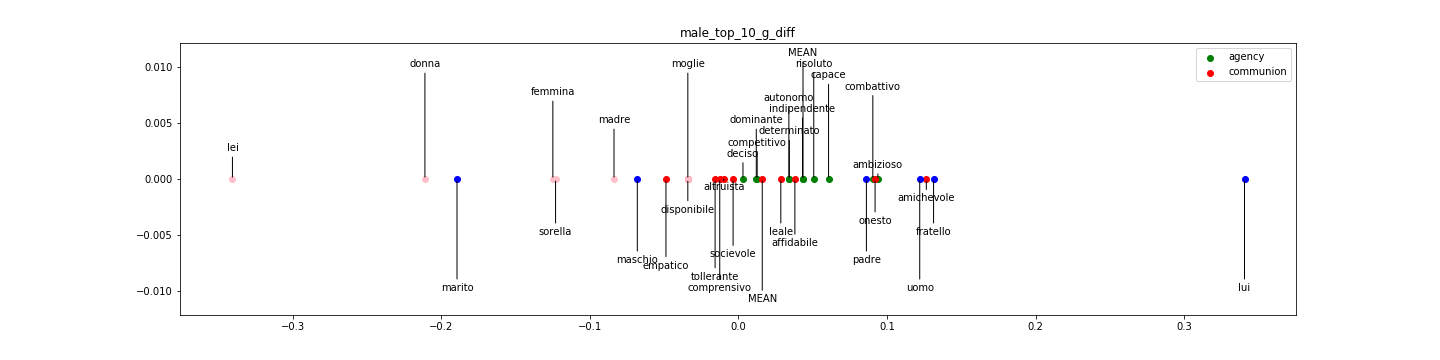 male_top_10_g_diff
agency
communion
0.010
0.005
0.000
−0.005
−0.010
MEAN
donna
moglie
risoluto
capace
femmina
combattivo
autonomo
indipendente
madre
dominante
determinato
competitivo
lei
deciso
ambizioso
altruista
amichevole
disponibile
onesto
sorella
leale
fratello
affidabile
socievole
maschio
padre
empatico
tollerante
marito
comprensivo
uomo
lui
MEAN
−0.3
−0.2
−0.1
0.0
0.1
0.2
0.3